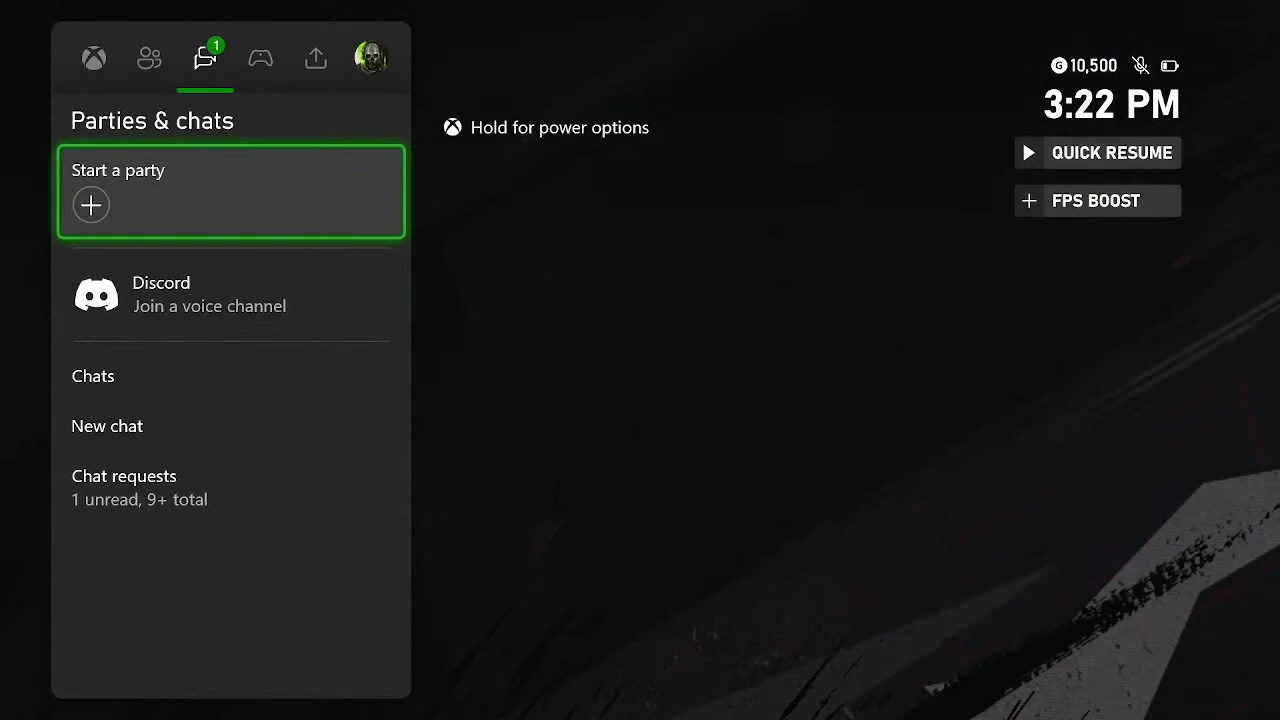 1
Parties & chats
Start a party
Discord
Join a voice channel
Chats
New chat
Chat requests
1 unread, 9+ total
Hold for power options
G 10,500
3:22 PM
QUICK RESUME
FPS BOOST